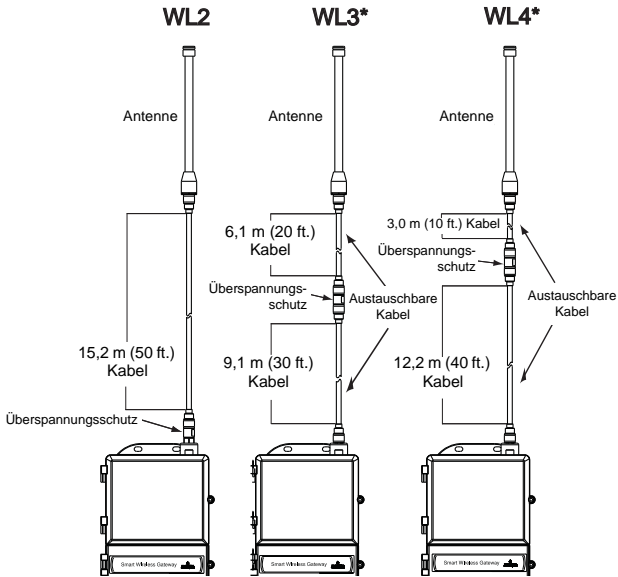 WL2
WL3*
WL4*
Antenne
Antenne
Antenne
15,2 m (50 ft.)
Kabel
Überspannungsschutz
6,1 m (20 ft.)
Kabel
Überspannungs-
schutz
Austauschbare
Kabel
9,1 m (30 ft.)
Kabel
3,0 m (10 ft.) Kabel
Überspannungs-
schutz
Austauschbare
Kabel
12,2 m (40 ft.)
Kabel
Smart Wireless Gateway
Smart Wireless Gateway
Smart Wireless Gateway